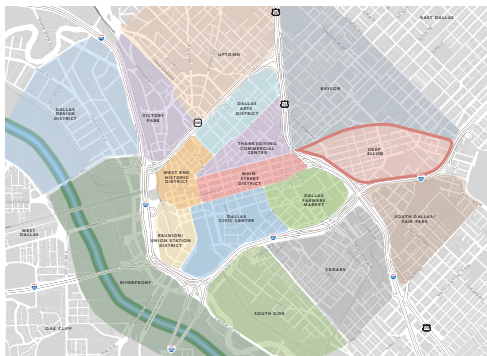 EAST DALLAS
UPTOWN
BAYLOR
DALLAS
DESIGN
DISTRICT
VICTORY
PARK
DALLAS
ARTS
DISTRICT
THANKSGIVING
COMMERCIAL
CENTER
DEEP
ELLUM
WEST END
HISTORIC
DISTRICT
MAIN
STREET
DISTRICT
DALLAS
FARMERS
MARKET
DALLAS
CIVIC CENTER
SOUTH DALLAS/
FAIR PARK
WEST
DALLAS
REUNION/
UNION STATION
DISTRICT
CEDARS
RIVERFRONT
SOUTH SIDE
OAK CLIFF